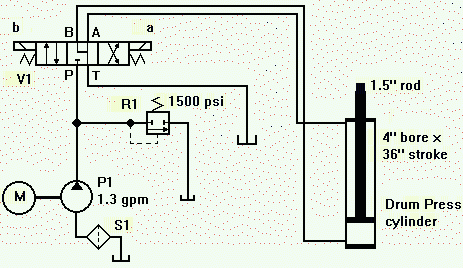 b
B A
a
V1
P T
R1
1500 psi
1.5" rod
4" bore x
36" stroke
P1
1.3 gpm
M
S1
Drum Press
cylinder